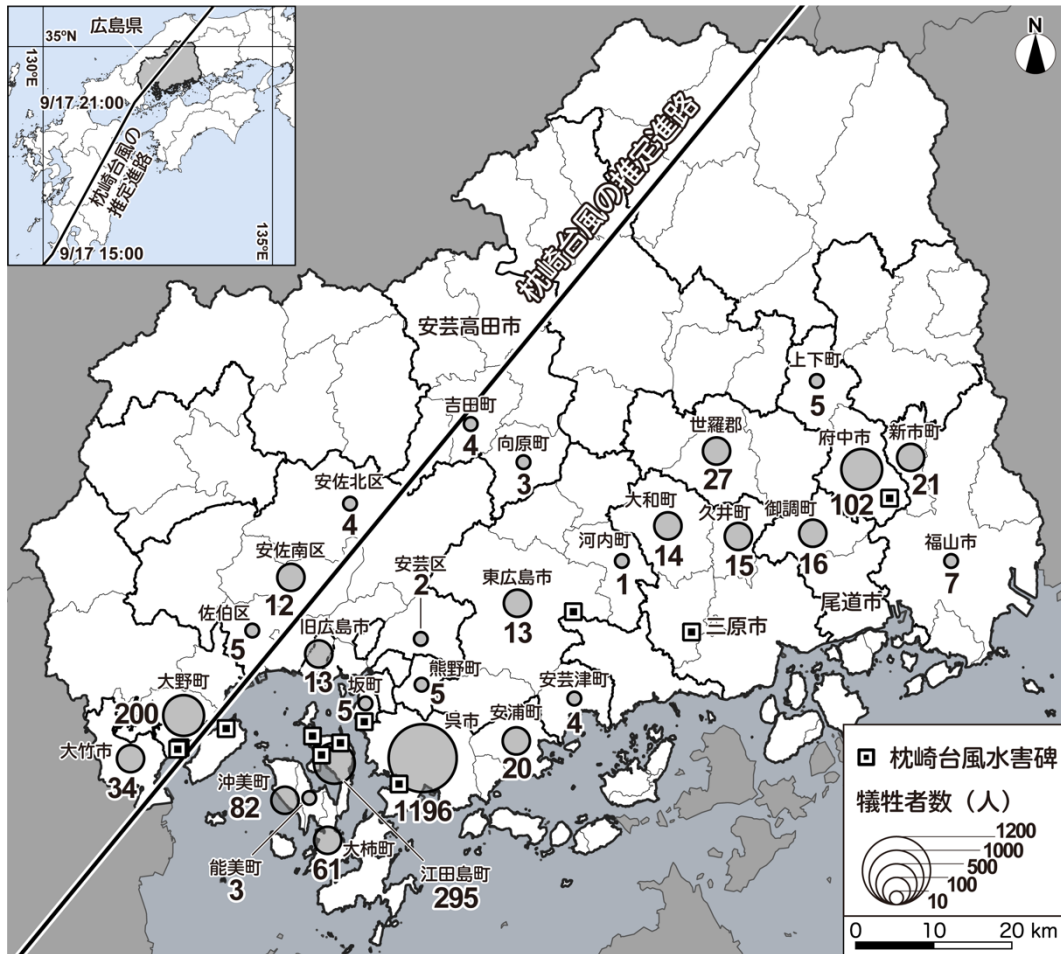 広島県
35°N
130°E
9/17 21:00
枕崎台風の
推定進路
9/17 15:00
135°E
N
枕崎台風の推定進路
安芸高田市
上下町
5
吉田町
4
向原町
3
世羅郡
27
府中市
102
新市町
21
安佐北区
4
大和町
14
久井町
15
御調町
16
河内町
1
福山市
7
安佐南区
12
安芸区
2
東広島市
13
尾道市
三原市
佐伯区
5
旧広島市
13
熊野町
5
坂町
5
安芸津町
4
大野町
200
呉市
1196
安浦町
20
大竹市
34
沖美町
82
能美町
3
61
大柿町
江田島町
295
枕崎台風水害碑
犠牲者数（人）
1200
1000
500
100
10
0 10 20 km